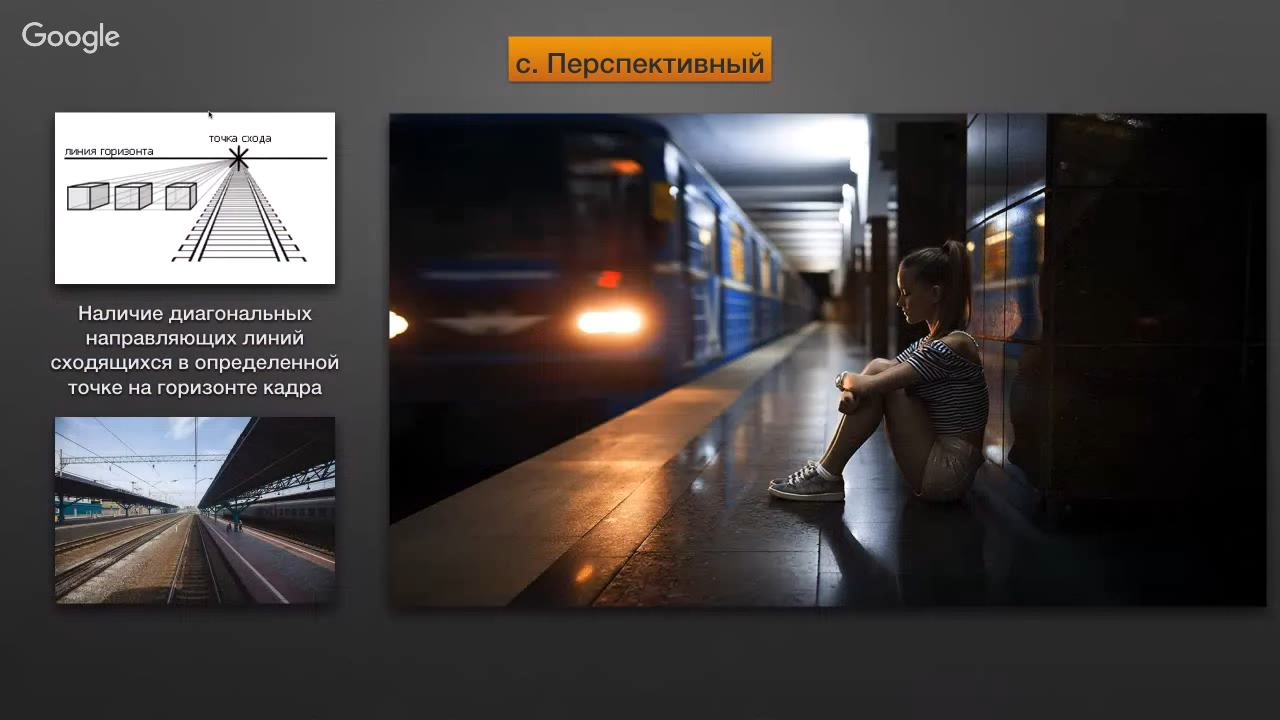 Google
с. Перспективный
точка схода
линия горизонта
Наличие диагональных
направляющих линий
сходящихся в определенной
точке на горизонте кадра